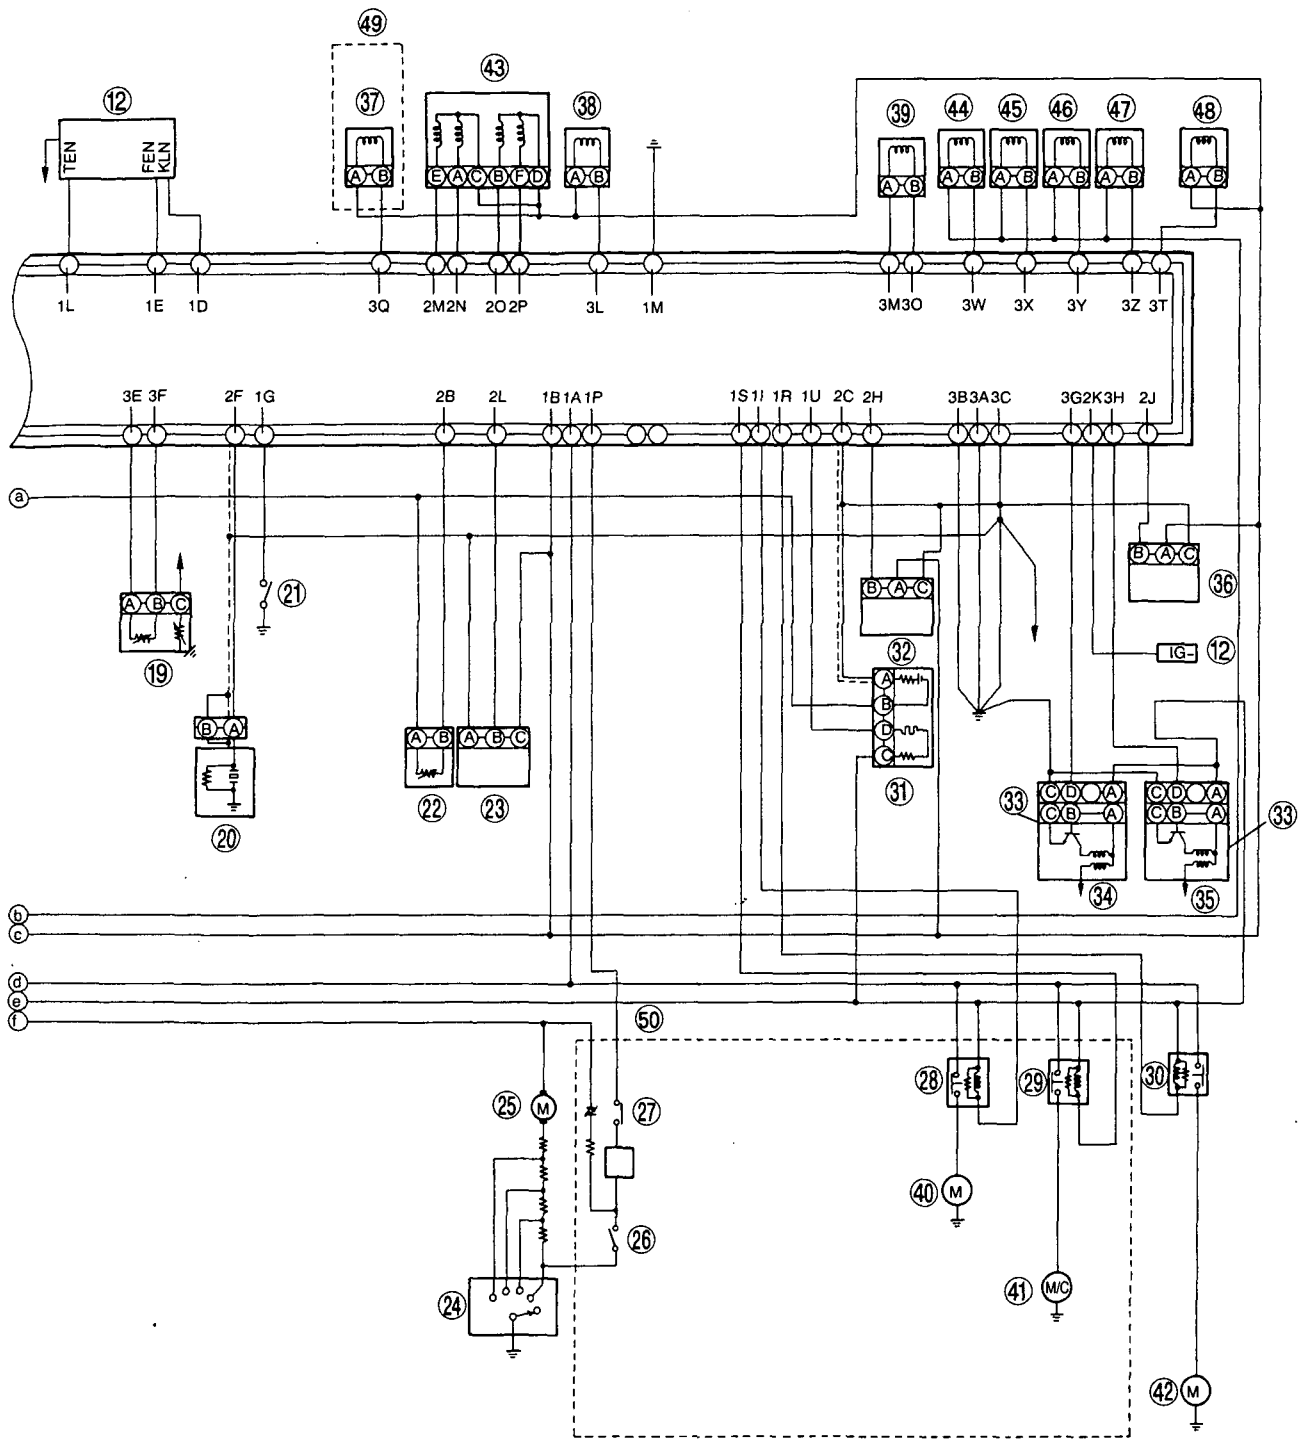 49
43
12
37
38
39
44
45
46
47
48
TEN
FEN
KLN
A B
E A C B F D
A B
A B
A B
A B
A B
A B
A B
1L 1E 1D 3Q 2M 2N 2O 2P 3L 1M 3M 3O 3W 3X 3Y 3Z 3T
3E 3F 2F 1G 2B 2L 1B 1A 1P 1S 1I 1R 1U 2C 2H 3B 3A 3C 3G 2K 3H 2J
a
B A C
36
21
B A C
A B C
32
IG-
12
19
A
B
D
C
31
B A
20
A B
22
A B C
23
33
C D A
C B A
34
C D A
C B A
35
33
b
c
d
e
f
50
28
29
30
25
M
27
40
M
26
41
M/C
24
42
M